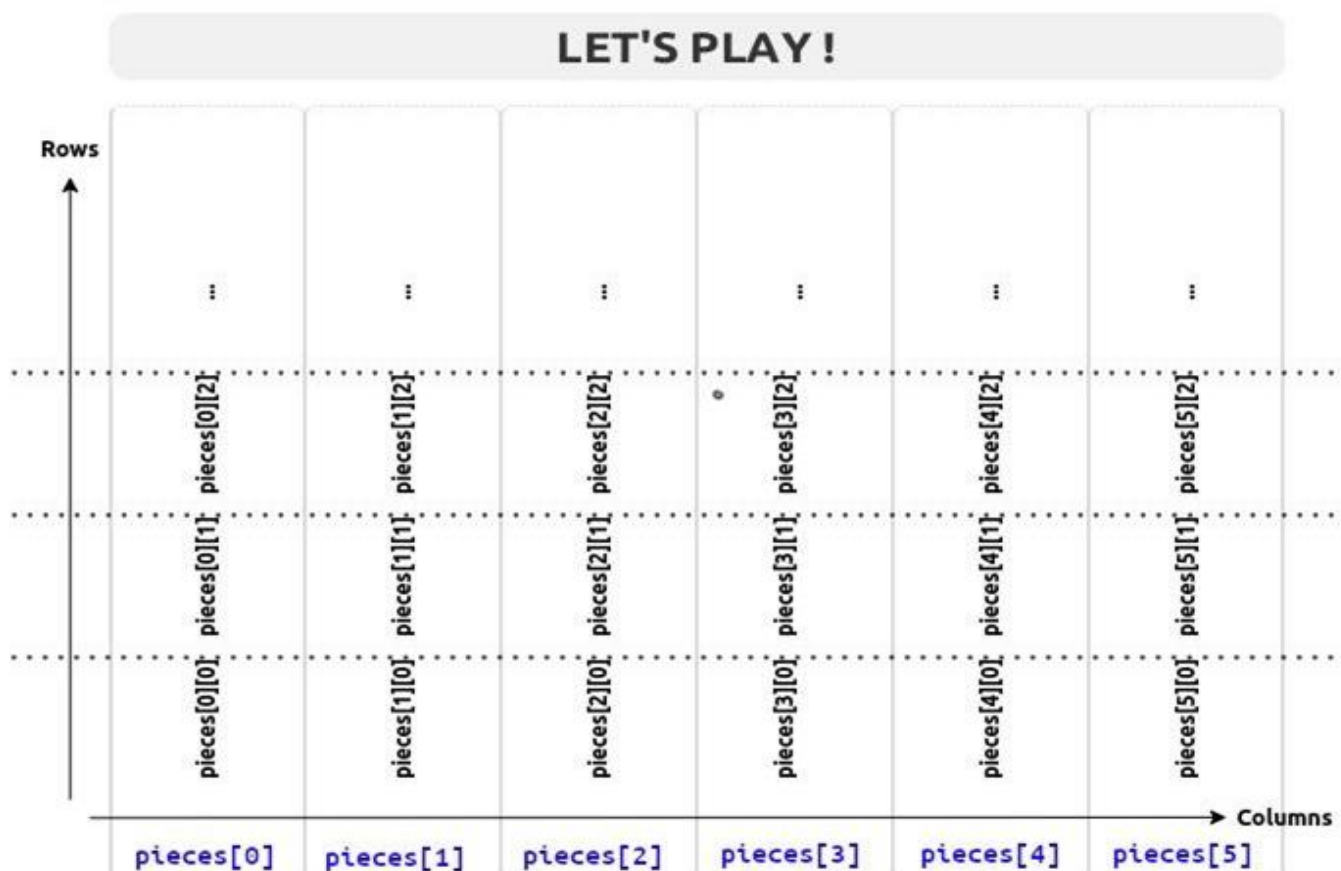 LET'S PLAY !
Rows
... ... ... ... ... ...
pieces[0][2] pieces[1][2] pieces[2][2] pieces[3][2] pieces[4][2] pieces[5][2]
pieces[0][1] pieces[1][1] pieces[2][1] pieces[3][1] pieces[4][1] pieces[5][1]
pieces[0][0] pieces[1][0] pieces[2][0] pieces[3][0] pieces[4][0] pieces[5][0]
Columns
pieces[0] pieces[1] pieces[2] pieces[3] pieces[4] pieces[5]